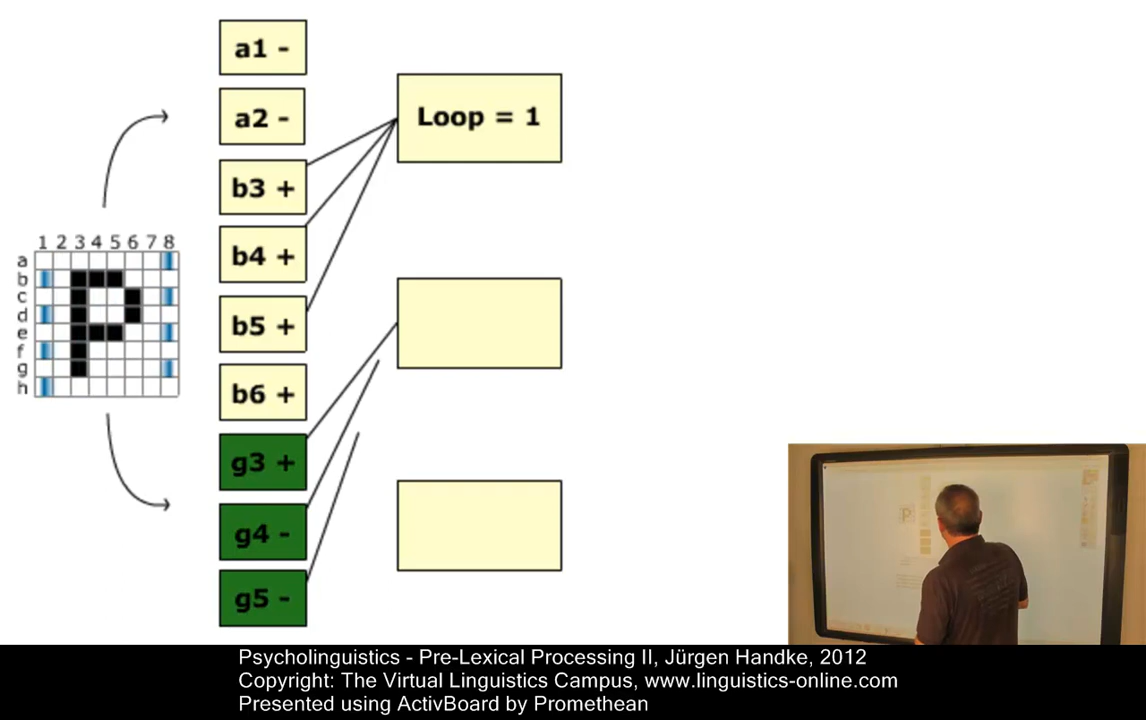 a1 -
a2 -
b3 +
b4 +
b5 +
b6 +
g3 +
g4 -
g5 -
Loop = 1
1 2 3 4 5 6 7 8
a
b
c
d
e
f
g
h
P
Psycholinguistics - Pre-Lexical Processing II, Jürgen Handke, 2012
Copyright: The Virtual Linguistics Campus, www.linguistics-online.com
Presented using ActivBoard by Promethean